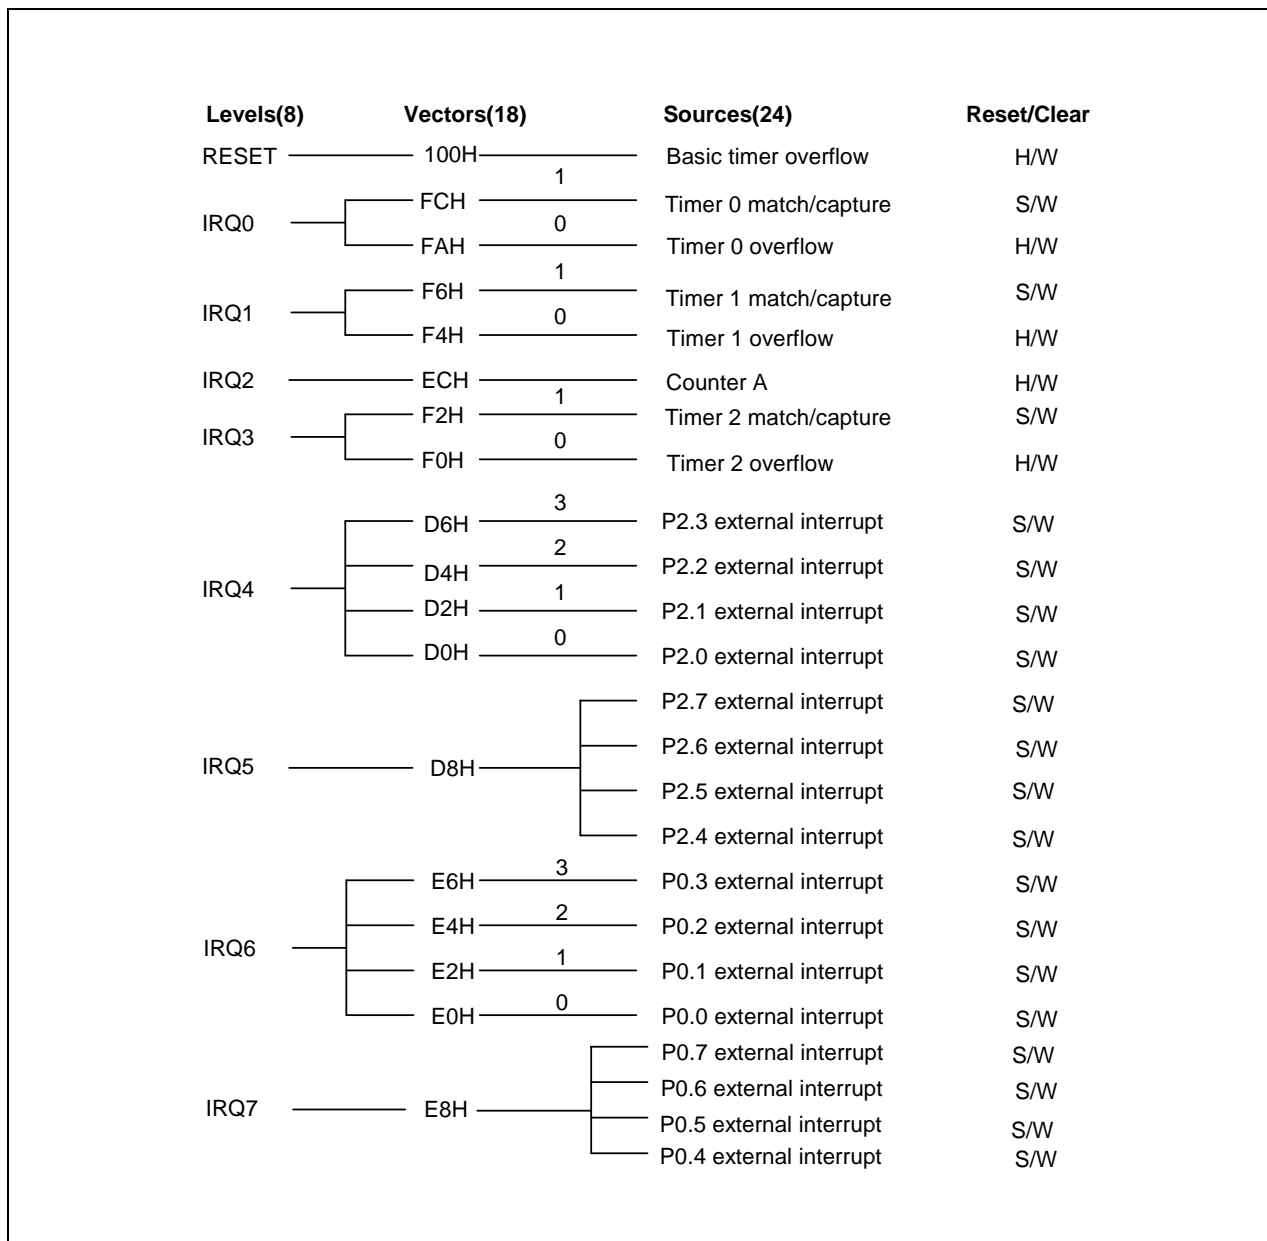 Levels(8) Vectors(18) Sources(24) Reset/Clear
RESET 100H Basic timer overflow H/W
1
FCH Timer 0 match/capture S/W
IRQ0 0
FAH Timer 0 overflow H/W
1
F6H Timer 1 match/capture S/W
IRQ1 0
F4H Timer 1 overflow H/W
IRQ2 ECH Counter A H/W
1
F2H Timer 2 match/capture S/W
IRQ3 0
F0H Timer 2 overflow H/W
3
D6H P2.3 external interrupt S/W
2
D4H P2.2 external interrupt S/W
IRQ4 1
D2H P2.1 external interrupt S/W
0
D0H P2.0 external interrupt S/W
P2.7 external interrupt S/W
P2.6 external interrupt S/W
IRQ5 D8H
P2.5 external interrupt S/W
P2.4 external interrupt S/W
3
E6H P0.3 external interrupt S/W
2
E4H P0.2 external interrupt S/W
IRQ6 1
E2H P0.1 external interrupt S/W
0
E0H P0.0 external interrupt S/W
P0.7 external interrupt S/W
P0.6 external interrupt S/W
IRQ7 E8H
P0.5 external interrupt S/W
P0.4 external interrupt S/W